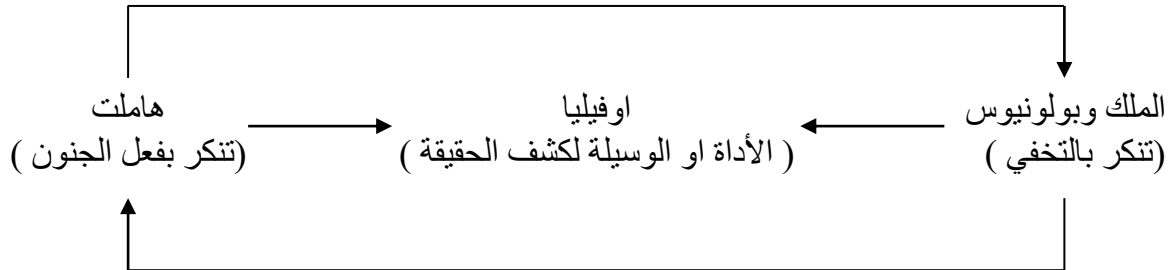 الملك وبولونيوس
(تنكر بالتخفي )
اوفيليا
( الأداة او الوسيلة لكشف الحقيقة )
هاملت
(تنكر بفعل الجنون )